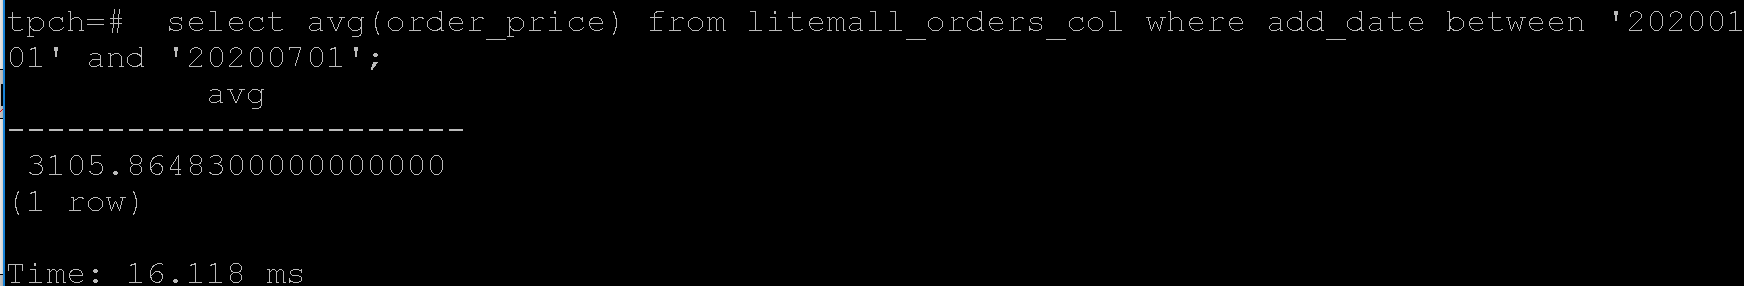 tpch=#  select avg(order_price) from litemall_orders_col where add_date between '202001
01' and '20200701';
          avg
-----------------------
 3105.8648300000000000
(1 row)

Time: 16.118 ms